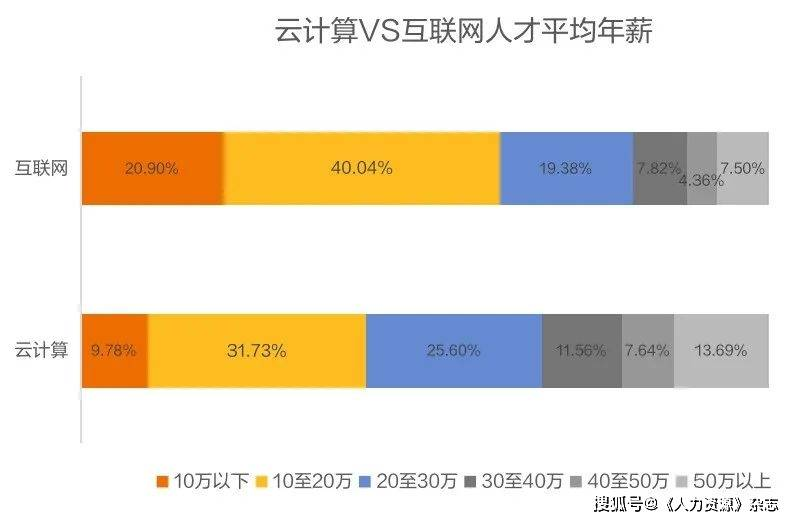 云计算VS互联网人才平均年薪
互联网 20.90% 40.04% 19.38% 7.82% 4.36% 7.50%
云计算 9.78% 31.73% 25.60% 11.56% 7.64% 13.69%
10万以下 10至20万 20至30万 30至40万 40至50万 50万以上
搜狐号@《人力资源》杂志